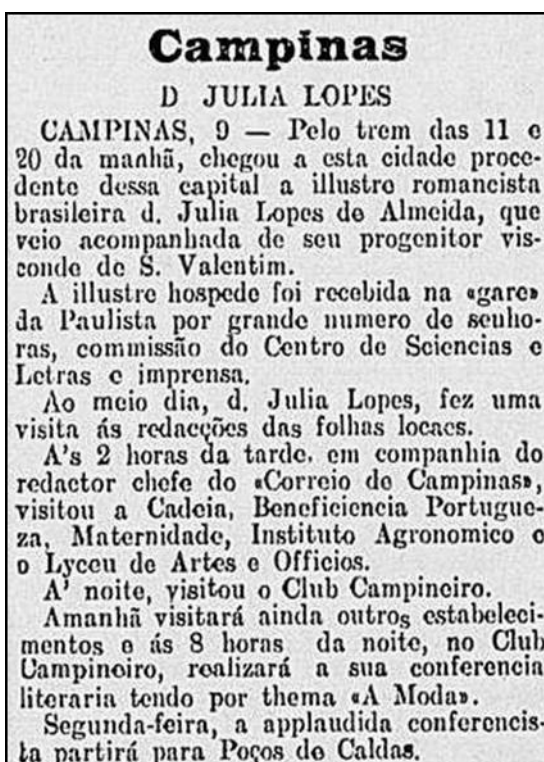 Campinas
D JULIA LOPES
CAMPINAS, 9 — Pelo trem das 11 e
20 da manhã, chegou a esta cidade proce-
dente dessa capital a illustre romancista
brasileira d. Julia Lopes de Almeida, que
veio acompanhada de seu progenitor vis-
conde de S. Valentim.
A illustre hospede foi recebida na «gare»
da Paulista por grande numero de senho-
ras, commissão do Centro de Sciencias e
Letras e imprensa.
Ao meio dia, d. Julia Lopes, fez uma
visita ás redacções das folhas locaes.
A's 2 horas da tarde. em companhia do
redactor chefe do «Correio de Campinas»,
visitou a Cadeia, Beneficiencia Portugue-
za, Maternidade, Instituto Agronomico e
o Lyceu de Artes e Officios.
A' noite, visitou o Club Campineiro.
Amanhã visitará ainda outros estabeleci-
mentos e ás 8 horas da noite, no Club
Campineiro, realizará a sua conferencia
literaria tendo por thema «A Moda».
Segunda-feira, a applaudida conferencis-
ta partirá para Poços de Caldas.